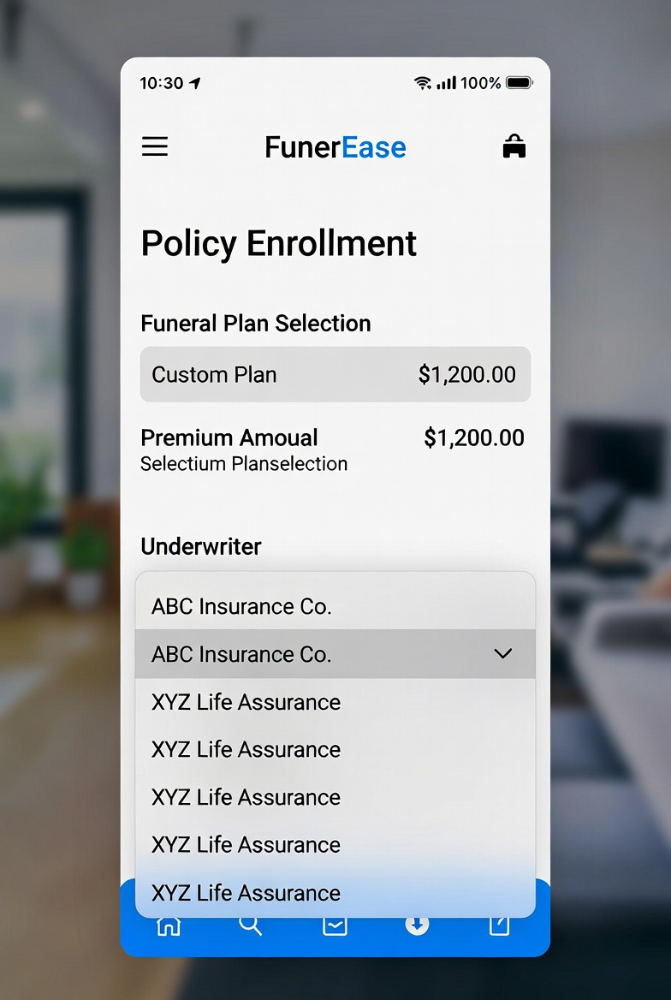 10:30 100%
FunerEase
Policy Enrollment
Funeral Plan Selection
Custom Plan $1,200.00
Premium Amoual $1,200.00
Selectium Planselection
Underwriter
ABC Insurance Co.
ABC Insurance Co.
XYZ Life Assurance
XYZ Life Assurance
XYZ Life Assurance
XYZ Life Assurance
XYZ Life Assurance